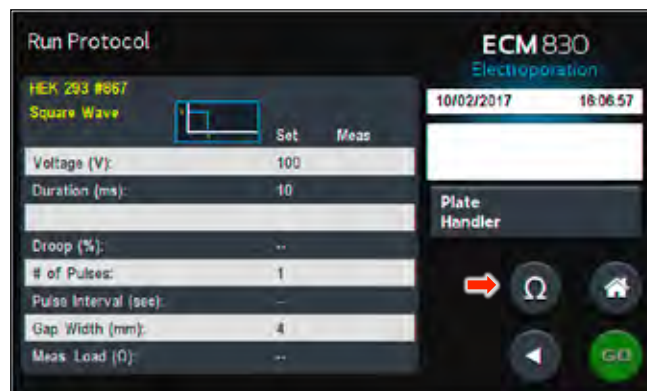 Run Protocol
ECM 830
Electroporation
HEK 293 #867
Square Wave
10/02/2017 16:06:57
Set Meas
Voltage (V): 100
Duration (ms): 10
Plate
Handler
Droop (%): --
# of Pulses: 1
Pulse Interval (sec): --
Gap Width (mm): 4
Meas. Load (Ω): --
Ω
GO